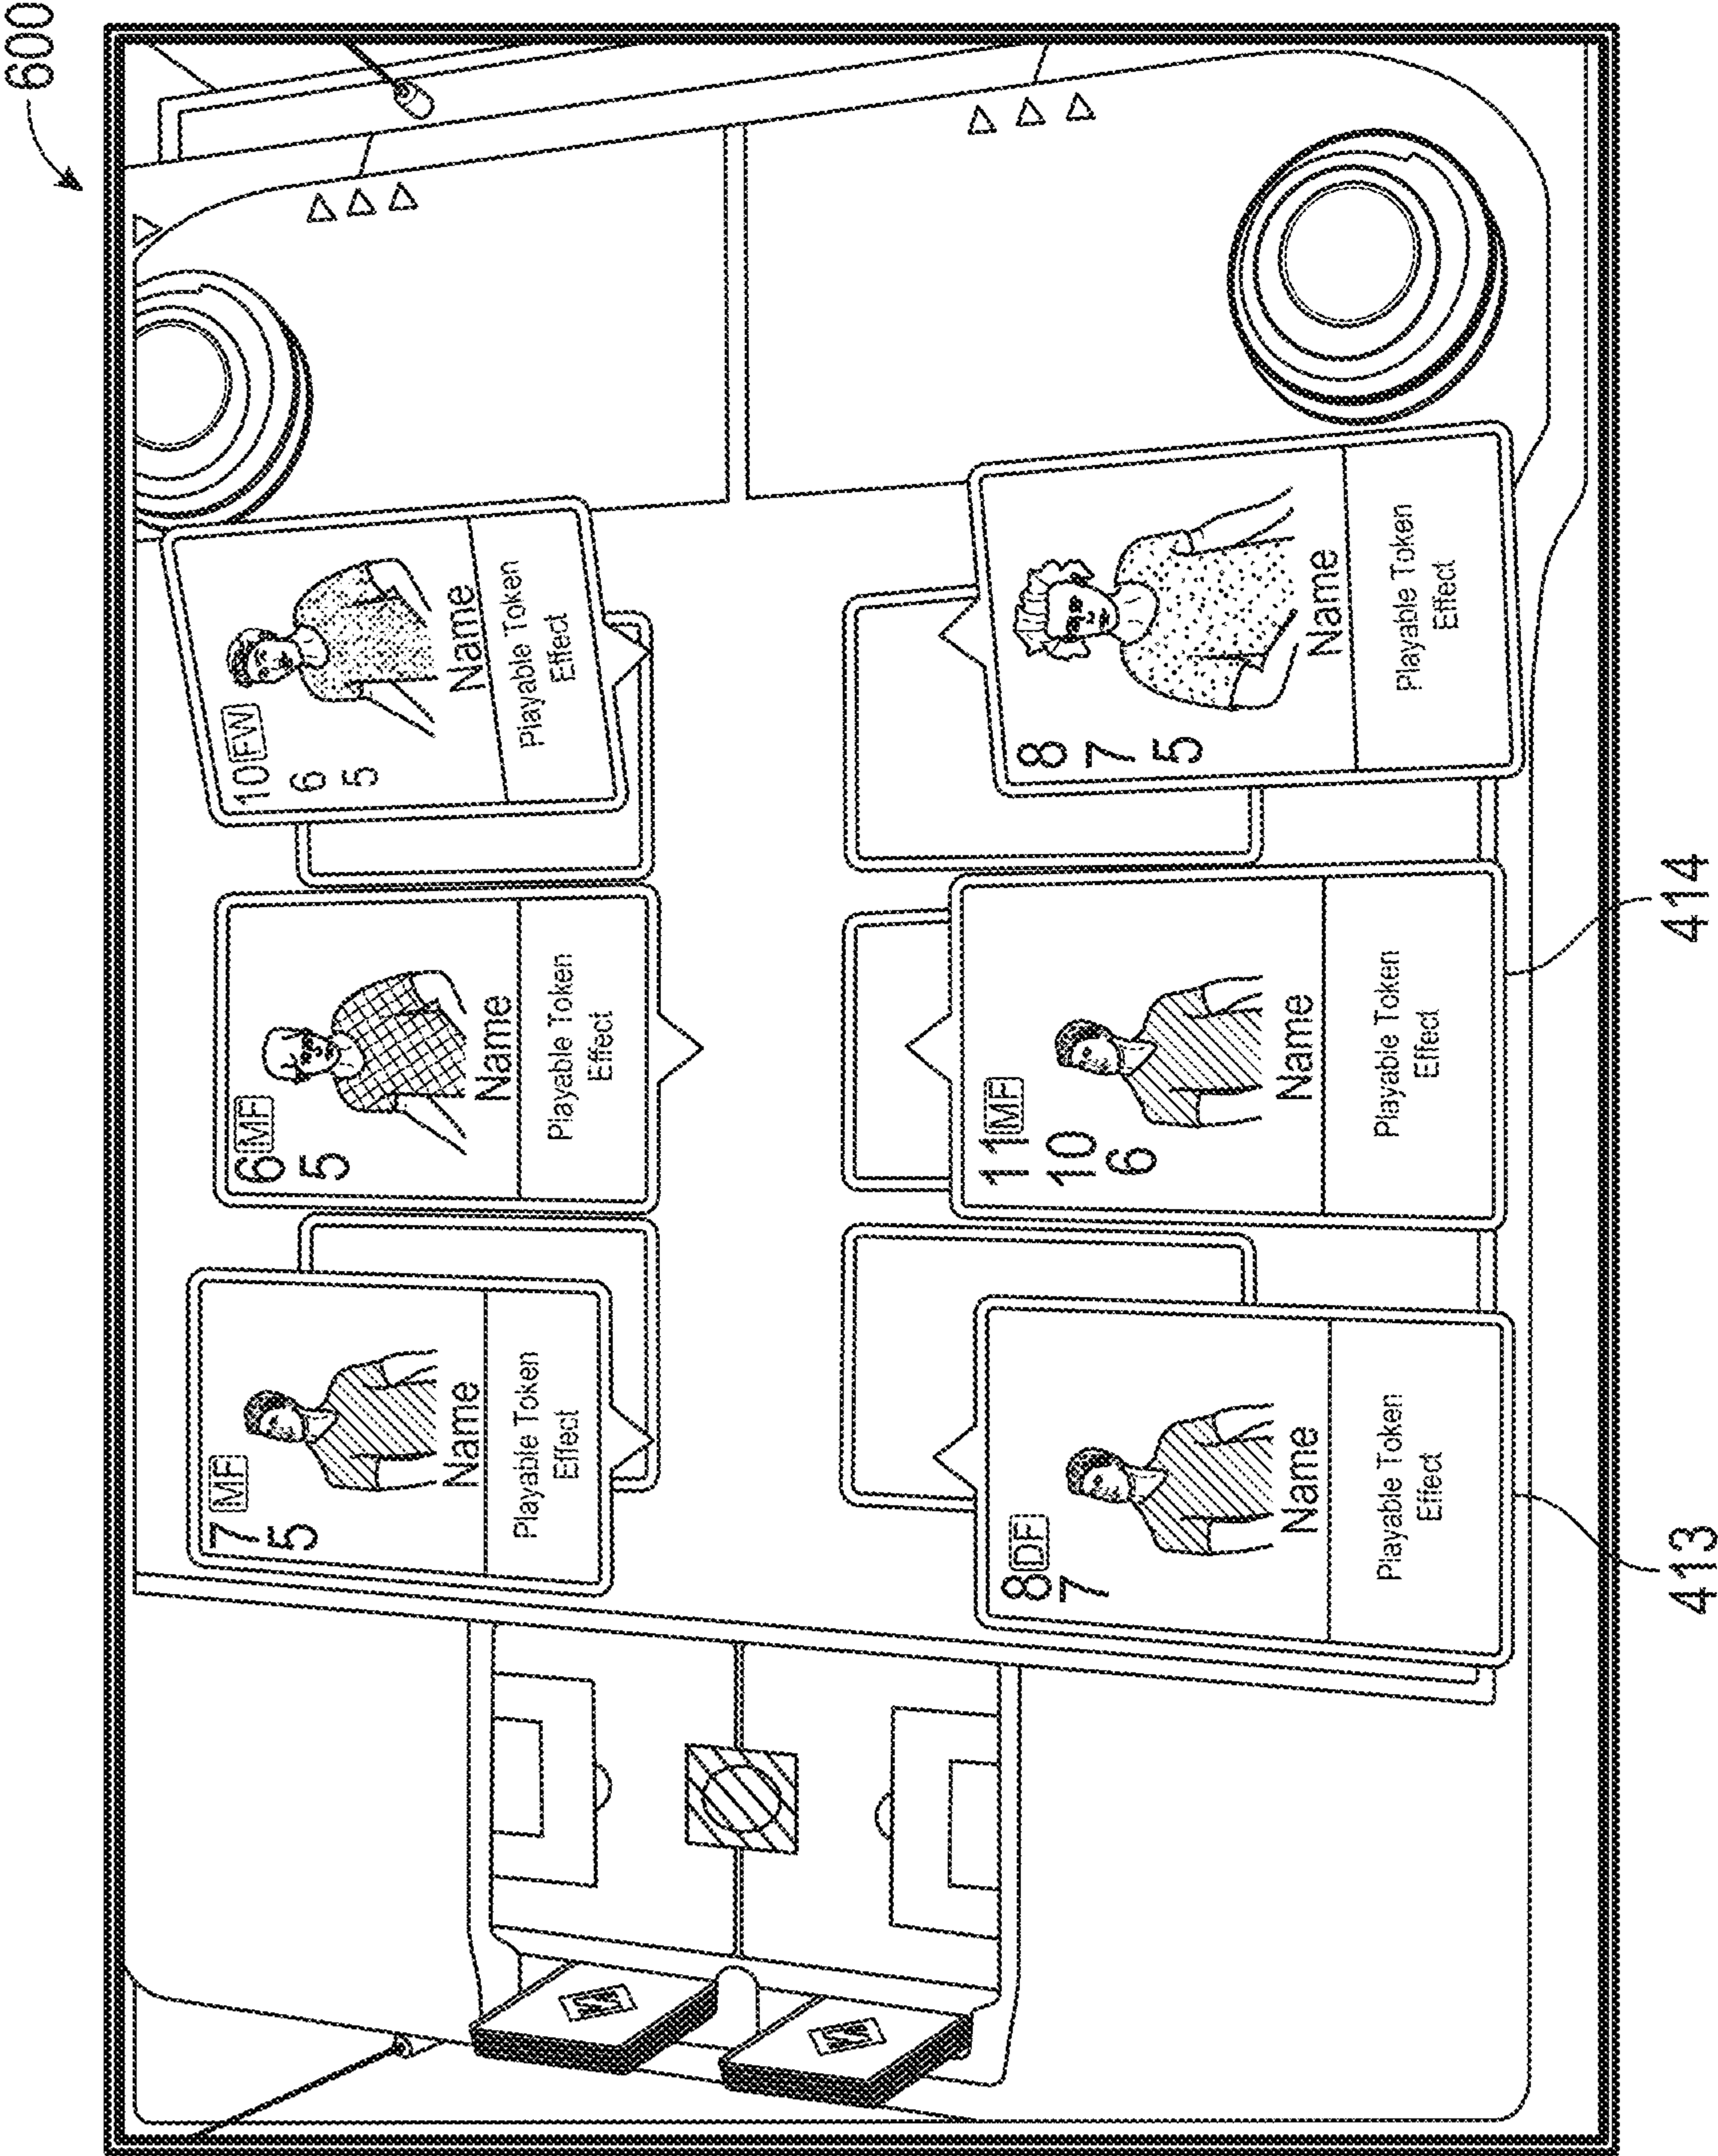 600
7 MF
5
Name
Playable Token
Effect
6 MF
5
Name
Playable Token
Effect
10 FW
6
5
Name
Playable Token
Effect
8 DF
7
Name
Playable Token
Effect
11 MF
10
6
Name
Playable Token
Effect
8
7
5
Name
Playable Token
Effect
413
414